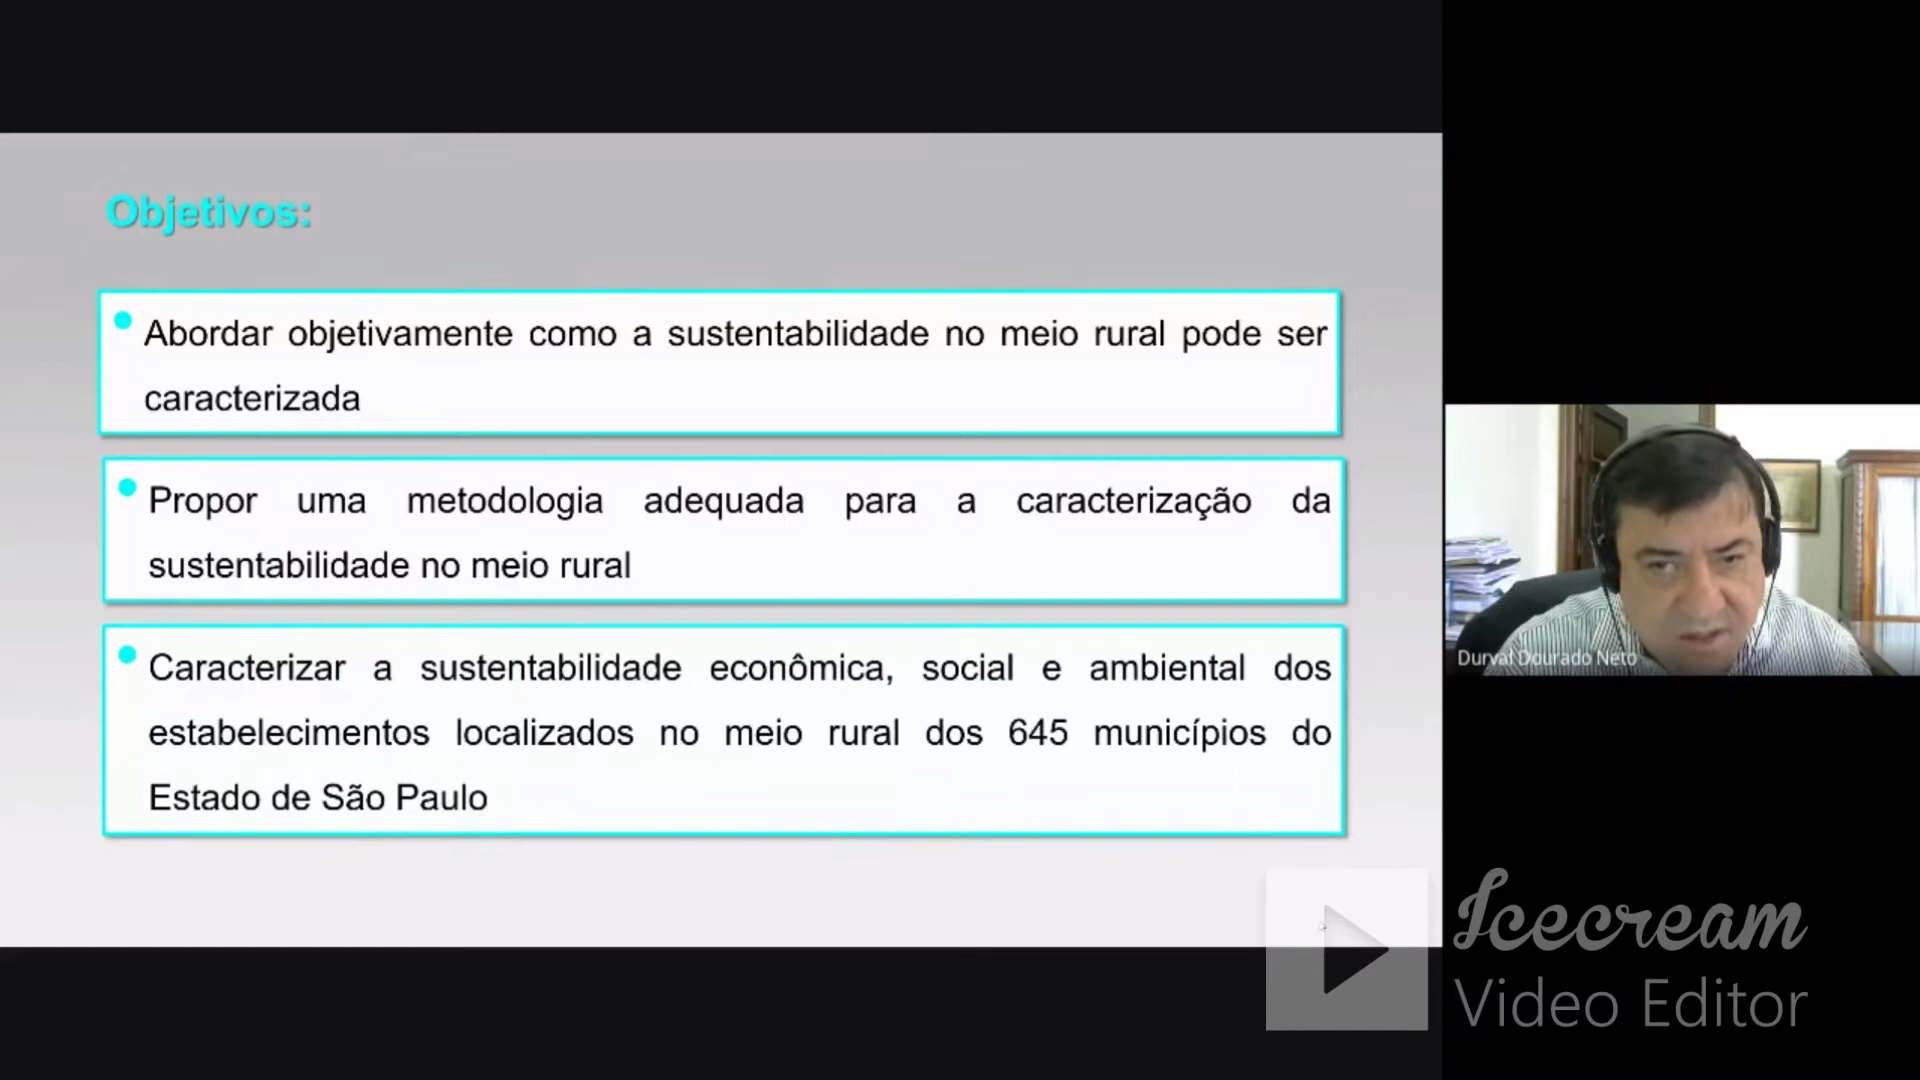 Objetivos:
Abordar objetivamente como a sustentabilidade no meio rural pode ser
caracterizada
Propor uma metodologia adequada para a caracterização da
sustentabilidade no meio rural
Caracterizar a sustentabilidade econômica, social e ambiental dos
estabelecimentos localizados no meio rural dos 645 municípios do
Estado de São Paulo
Durval Dourado Neto
Icecream
Video Editor